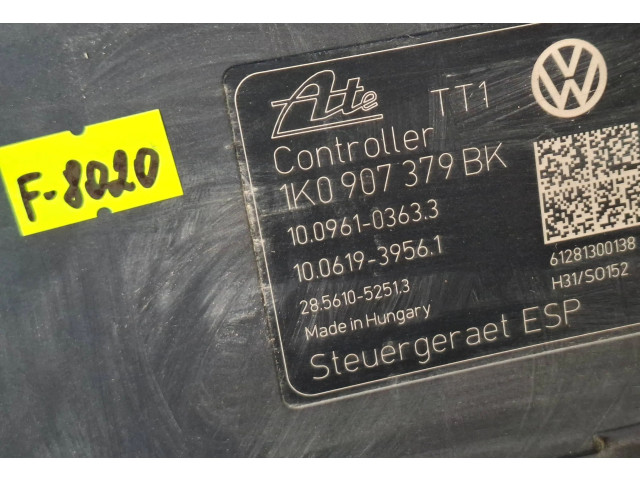 F-8020
Ate TT1
Controller
1K0 907 379 BK
10.0961-0363.3
10.0619-3956.1
28.5610-5251.3
Made in Hungary
Steuergeraet ESP
61281300138
H31/SO152